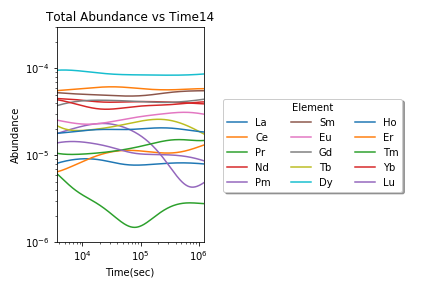 Total Abundance vs Time14
10⁻⁴
10⁻⁵
10⁻⁶
Abundance
10⁴ 10⁵ 10⁶
Time(sec)
Element
La Sm Ho
Ce Eu Er
Pr Gd Tm
Nd Tb Yb
Pm Dy Lu